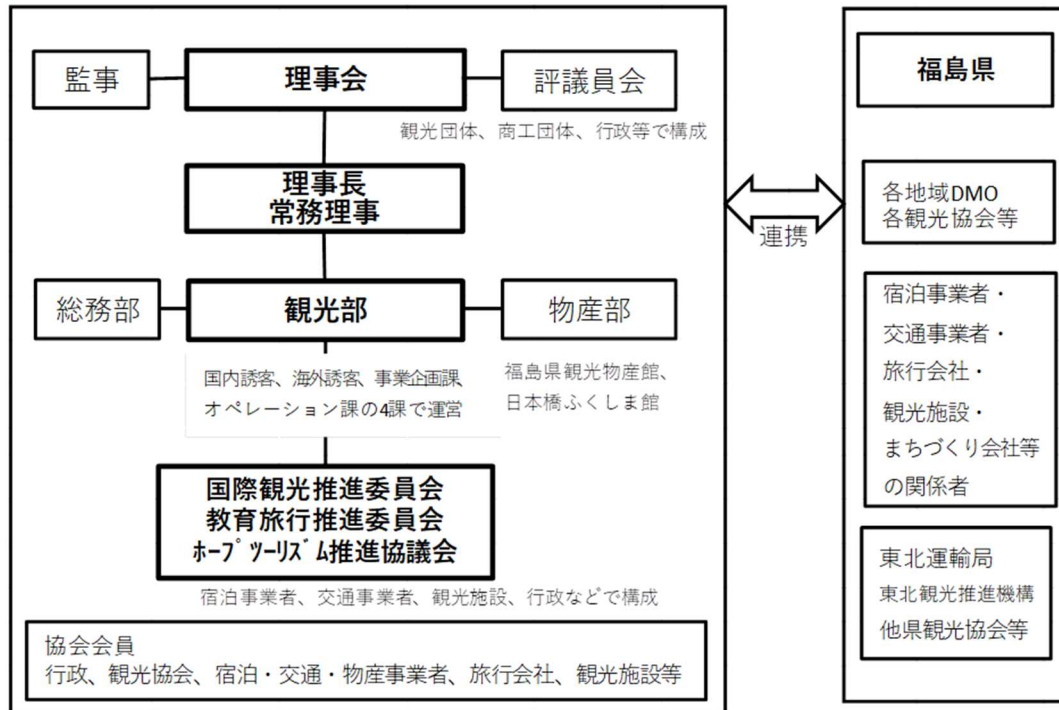 監事
理事会
評議員会
観光団体、商工団体、行政等で構成
理事長
常務理事
総務部
観光部
物産部
国内誘客、海外誘客、事業企画課、
オペレーション課の4課で運営
福島県観光物産館、
日本橋ふくしま館
国際観光推進委員会
教育旅行推進委員会
ﾎｰﾌﾟﾂｰﾘｽﾞﾑ推進協議会
宿泊事業者、交通事業者、観光施設、行政などで構成
協会会員
行政、観光協会、宿泊・交通・物産事業者、旅行会社、観光施設等
連携
福島県
各地域DMO
各観光協会等
宿泊事業者・
交通事業者・
旅行会社・
観光施設・
まちづくり会社等
の関係者
東北運輸局
東北観光推進機構
他県観光協会等